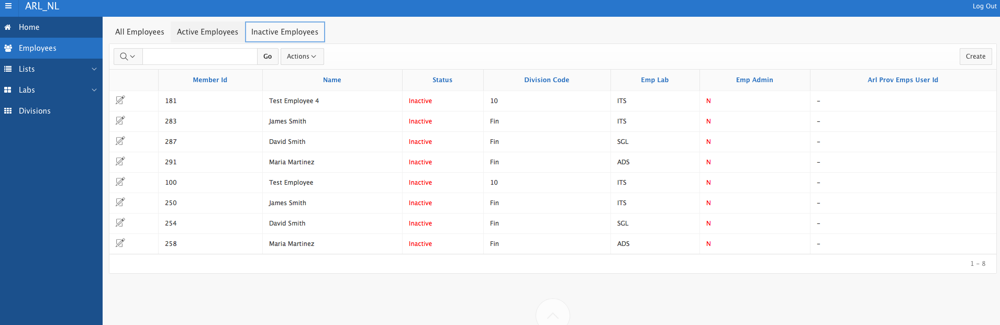 ARL_NL
Log Out
Home
Employees
Lists
Labs
Divisions
All Employees Active Employees Inactive Employees
Go Actions Create
Member Id Name Status Division Code Emp Lab Emp Admin Arl Prov Emps User Id
181 Test Employee 4 Inactive 10 ITS N -
283 James Smith Inactive Fin ITS N -
287 David Smith Inactive Fin SGL N -
291 Maria Martinez Inactive Fin ADS N -
100 Test Employee Inactive 10 ITS N -
250 James Smith Inactive Fin ITS N -
254 David Smith Inactive Fin SGL N -
258 Maria Martinez Inactive Fin ADS N -
1 - 8